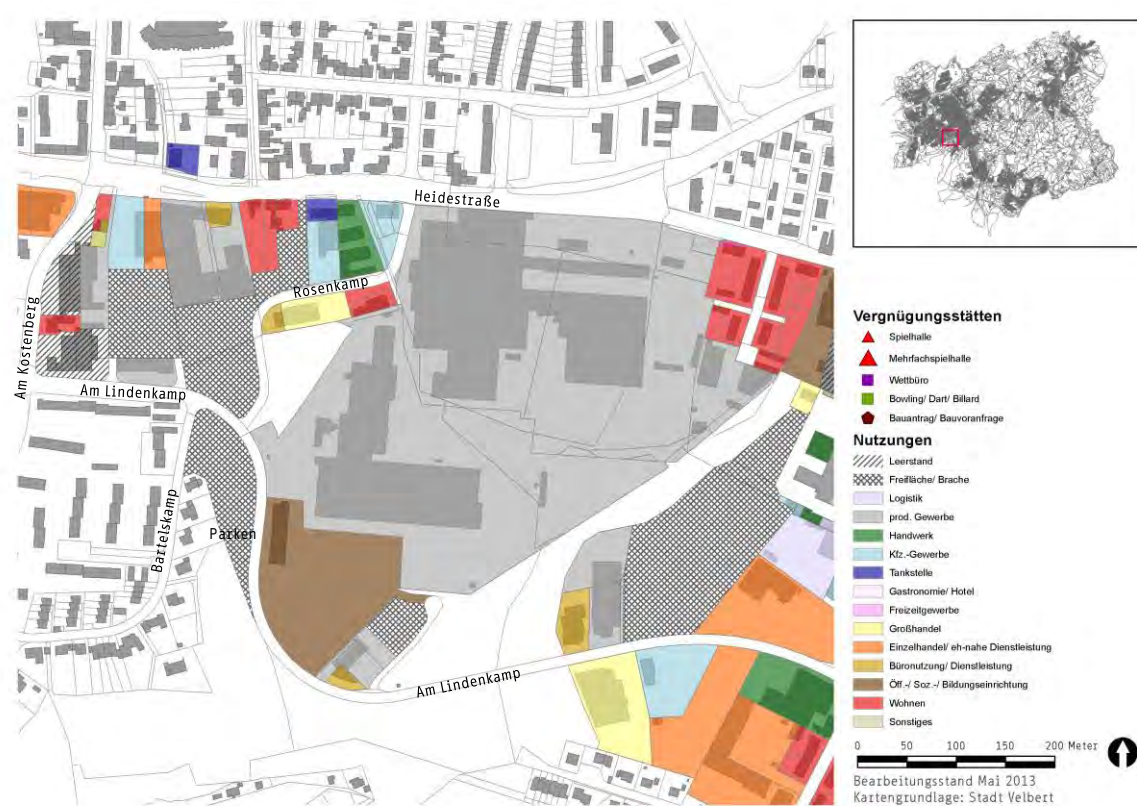 Heidestraße
Rosenkamp
Am Kostenberg
Am Lindenkamp
Bartelskamp
Parken
Am Lindenkamp
Vergnügungsstätten
Spielhalle
Mehrfachspielhalle
Wettbüro
Bowling/ Dart/ Billard
Bauantrag/ Bauvoranfrage
Nutzungen
Leerstand
Freifläche/ Brache
Logistik
prod. Gewerbe
Handwerk
Kfz.-Gewerbe
Tankstelle
Gastronomie/ Hotel
Freizeitgewerbe
Großhandel
Einzelhandel/ eh-nahe Dienstleistung
Büronutzung/ Dienstleistung
Öff.-/ Soz.-/ Bildungseinrichtung
Wohnen
Sonstiges
0 50 100 150 200 Meter
Bearbeitungsstand Mai 2013
Kartengrundlage: Stadt Velbert